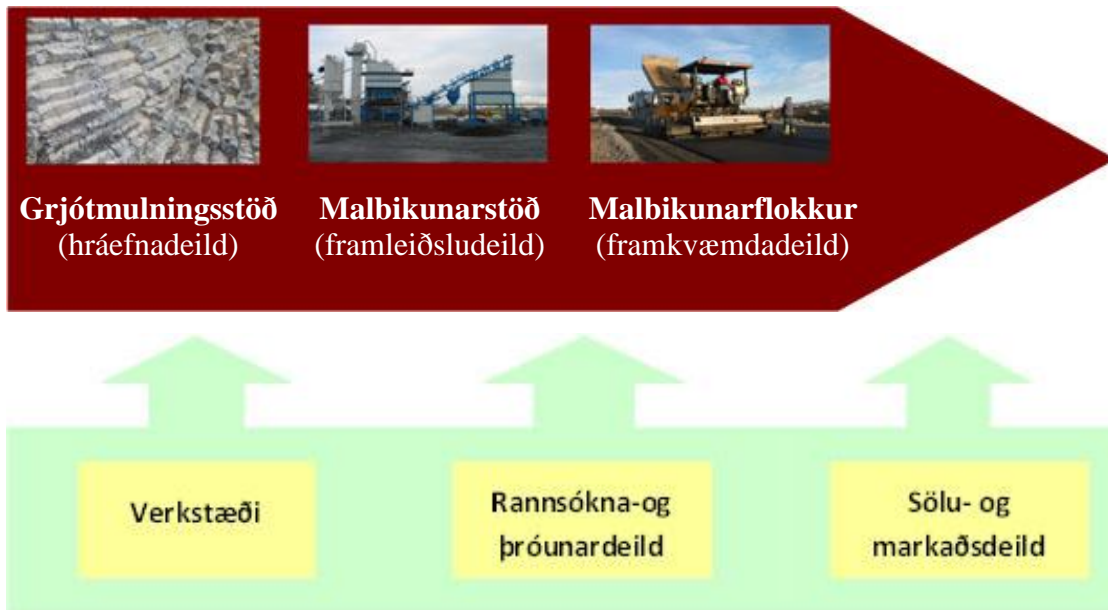 Grjótmulningsstöð
(hráefnadeild)
Malbikunarstöð
(framleiðsludeild)
Malbikunarflokkur
(framkvæmdadeild)
Verkstæði
Rannsókna-og
þróunardeild
Sölu- og
markaðsdeild